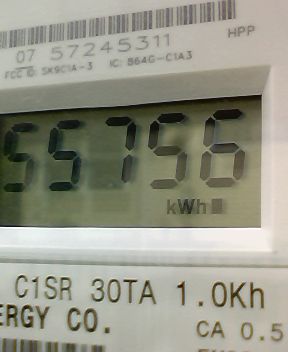 07 57245311
HPP
FCC ID: SK9C1A-3 IC: 864G-C1A3
55756
kWh
C1SR 30TA 1.0Kh
ERGY CO.
CA 0.5